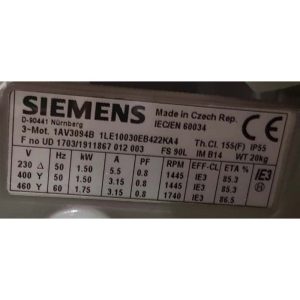 SIEMENS Made in Czech Rep.
D-90441 Nürnberg IEC/EN 60034
3~Mot. 1AV3094B 1LE10030EB422KA4 Th.Cl. 155(F) IP55
F no UD 1703/1911867 012 003 FS 90L IM B14 WT 20kg
V Hz kW A PF RPM EFF-CL ETA %
230 Δ 50 1.50 5.5 0.8 1445 IE3 85.3
400 Y 50 1.50 3.15 0.8 1445 IE3 85.3
460 Y 60 1.75 3.15 0.8 1740 IE3 86.5
IE3